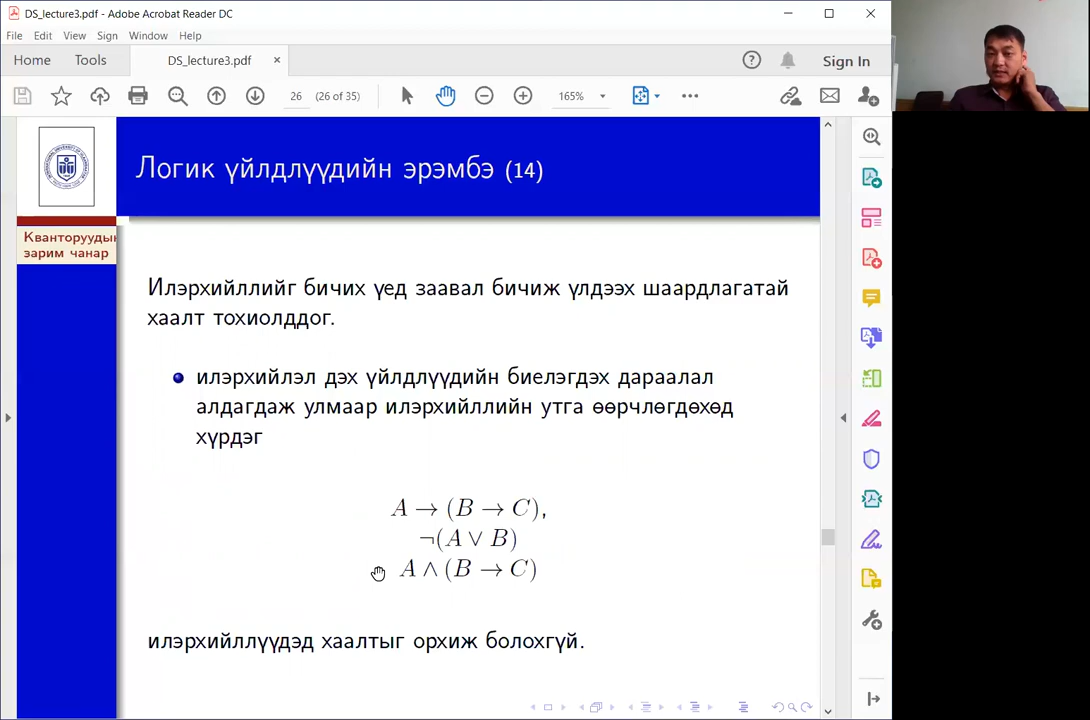 DS_lecture3.pdf - Adobe Acrobat Reader DC
File Edit View Sign Window Help
Home Tools DS_lecture3.pdf × Sign In
26 (26 of 35) 165%
Логик үйлдлүүдийн эрэмбэ (14)
Кванторууды
зарим чанар
Илэрхийллийг бичих үед заавал бичиж үлдээх шаардлагатай
хаалт тохиолддог.
илэрхийлэл дэх үйлдлүүдийн биелэгдэх дараалал
алдагдаж улмаар илэрхийллийн утга өөрчлөгдөхөд
хүрдэг
A → (B → C),
¬(A ∨ B)
A ∧ (B → C)
илэрхийллүүдэд хаалтыг орхиж болохгүй.